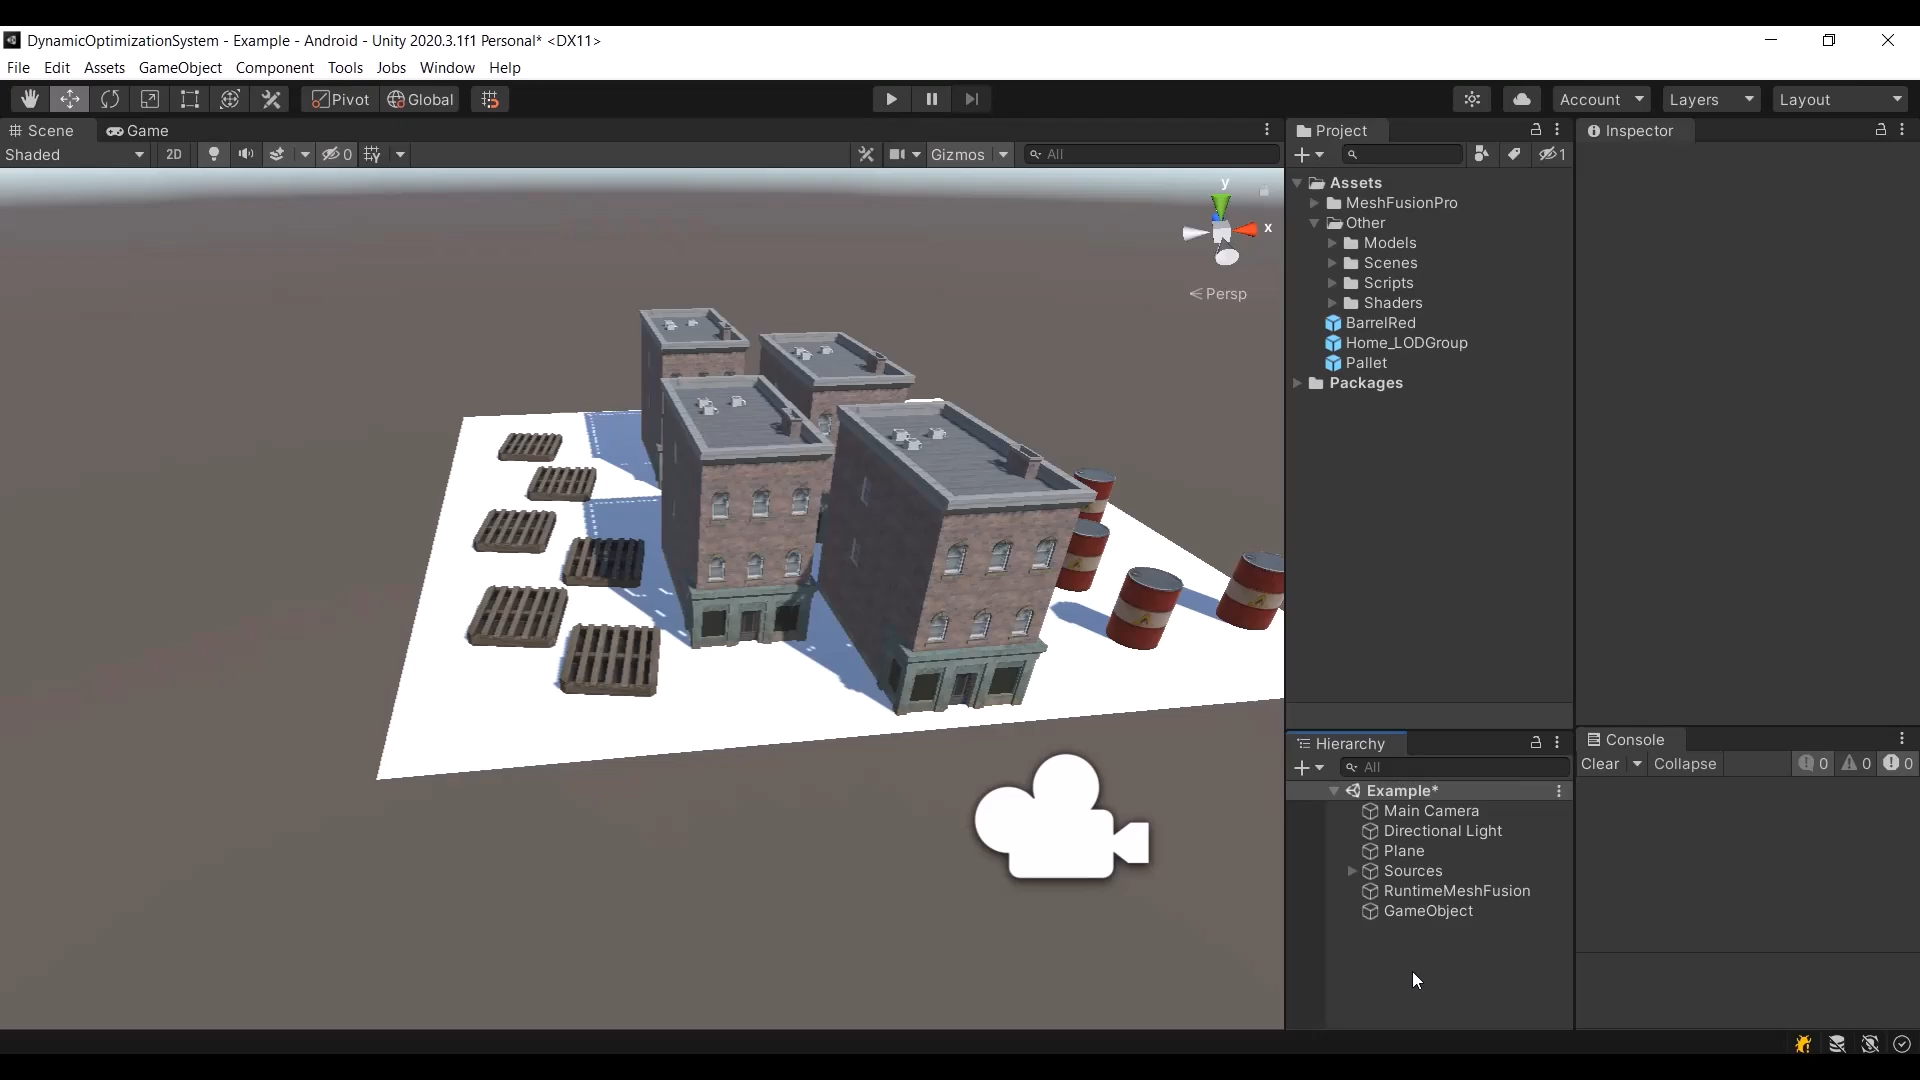 DynamicOptimizationSystem - Example - Android - Unity 2020.3.1f1 Personal* <DX11>
File Edit Assets GameObject Component Tools Jobs Window Help
Pivot Global Account Layers Layout
Scene Game
Shaded 2D 0 Gizmos All
y
x
Persp
Project
1
Assets
MeshFusionPro
Other
Models
Scenes
Scripts
Shaders
BarrelRed
Home_LODGroup
Pallet
Packages
Inspector
Hierarchy
All
Example*
Main Camera
Directional Light
Plane
Sources
RuntimeMeshFusion
GameObject
Console
Clear Collapse 0 0 0